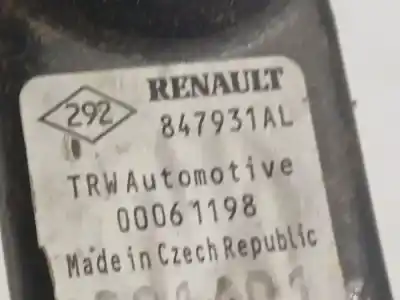 RENAULT
292
847931AL
TRW Automotive
00061198
Made in Czech Republic